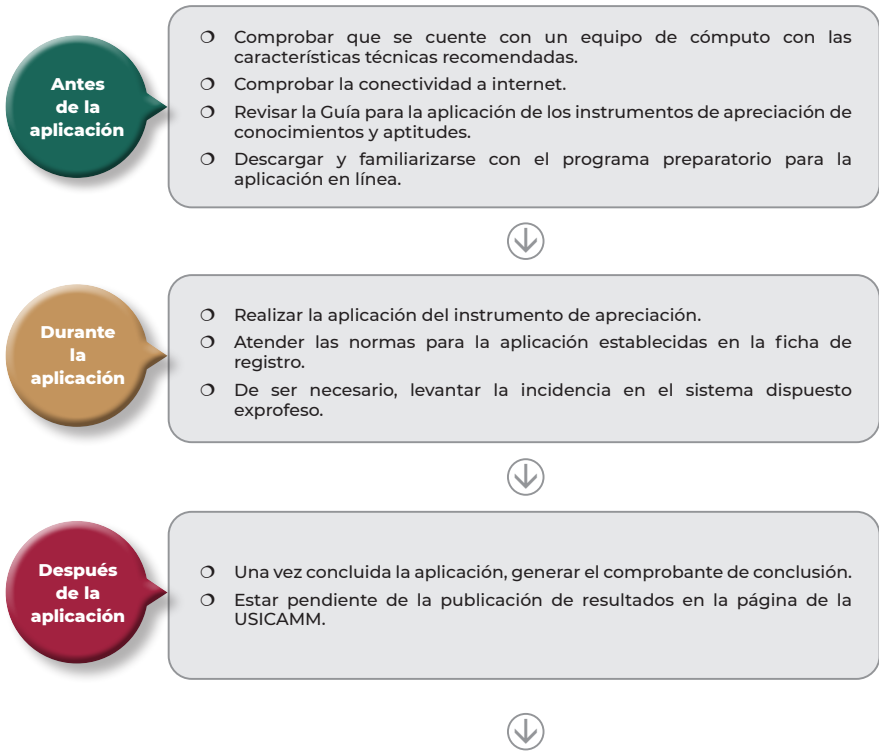 Antes
de la
aplicación
❍ Comprobar que se cuente con un equipo de cómputo con las
características técnicas recomendadas.
❍ Comprobar la conectividad a internet.
❍ Revisar la Guía para la aplicación de los instrumentos de apreciación de
conocimientos y aptitudes.
❍ Descargar y familiarizarse con el programa preparatorio para la
aplicación en línea.
Durante
la
aplicación
❍ Realizar la aplicación del instrumento de apreciación.
❍ Atender las normas para la aplicación establecidas en la ficha de
registro.
❍ De ser necesario, levantar la incidencia en el sistema dispuesto
exprofeso.
Después
de la
aplicación
❍ Una vez concluida la aplicación, generar el comprobante de conclusión.
❍ Estar pendiente de la publicación de resultados en la página de la
USICAMM.